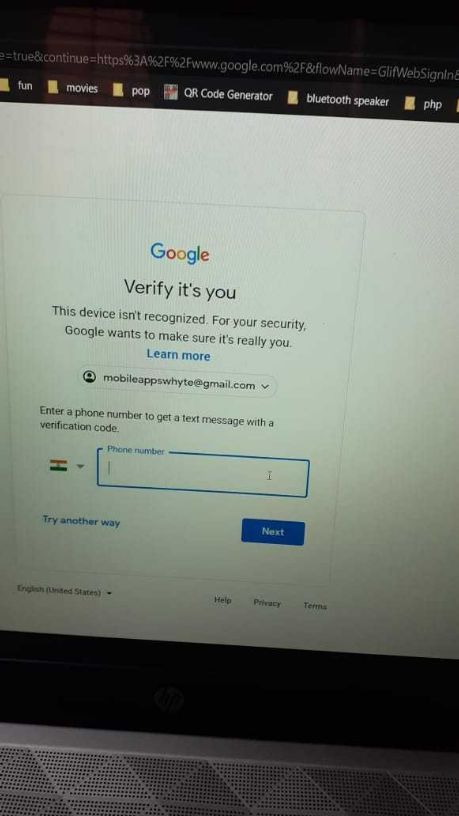 e=true&continue=https%3A%2F%2Fwww.google.com%2F&flowName=GlifWebSignIn&
fun movies pop QR Code Generator bluetooth speaker php
Google
Verify it's you
This device isn't recognized. For your security,
Google wants to make sure it's really you.
Learn more
mobileappswhyte@gmail.com
Enter a phone number to get a text message with a
verification code.
Phone number
Try another way
Next
English (United States)
Help Privacy Terms
hp